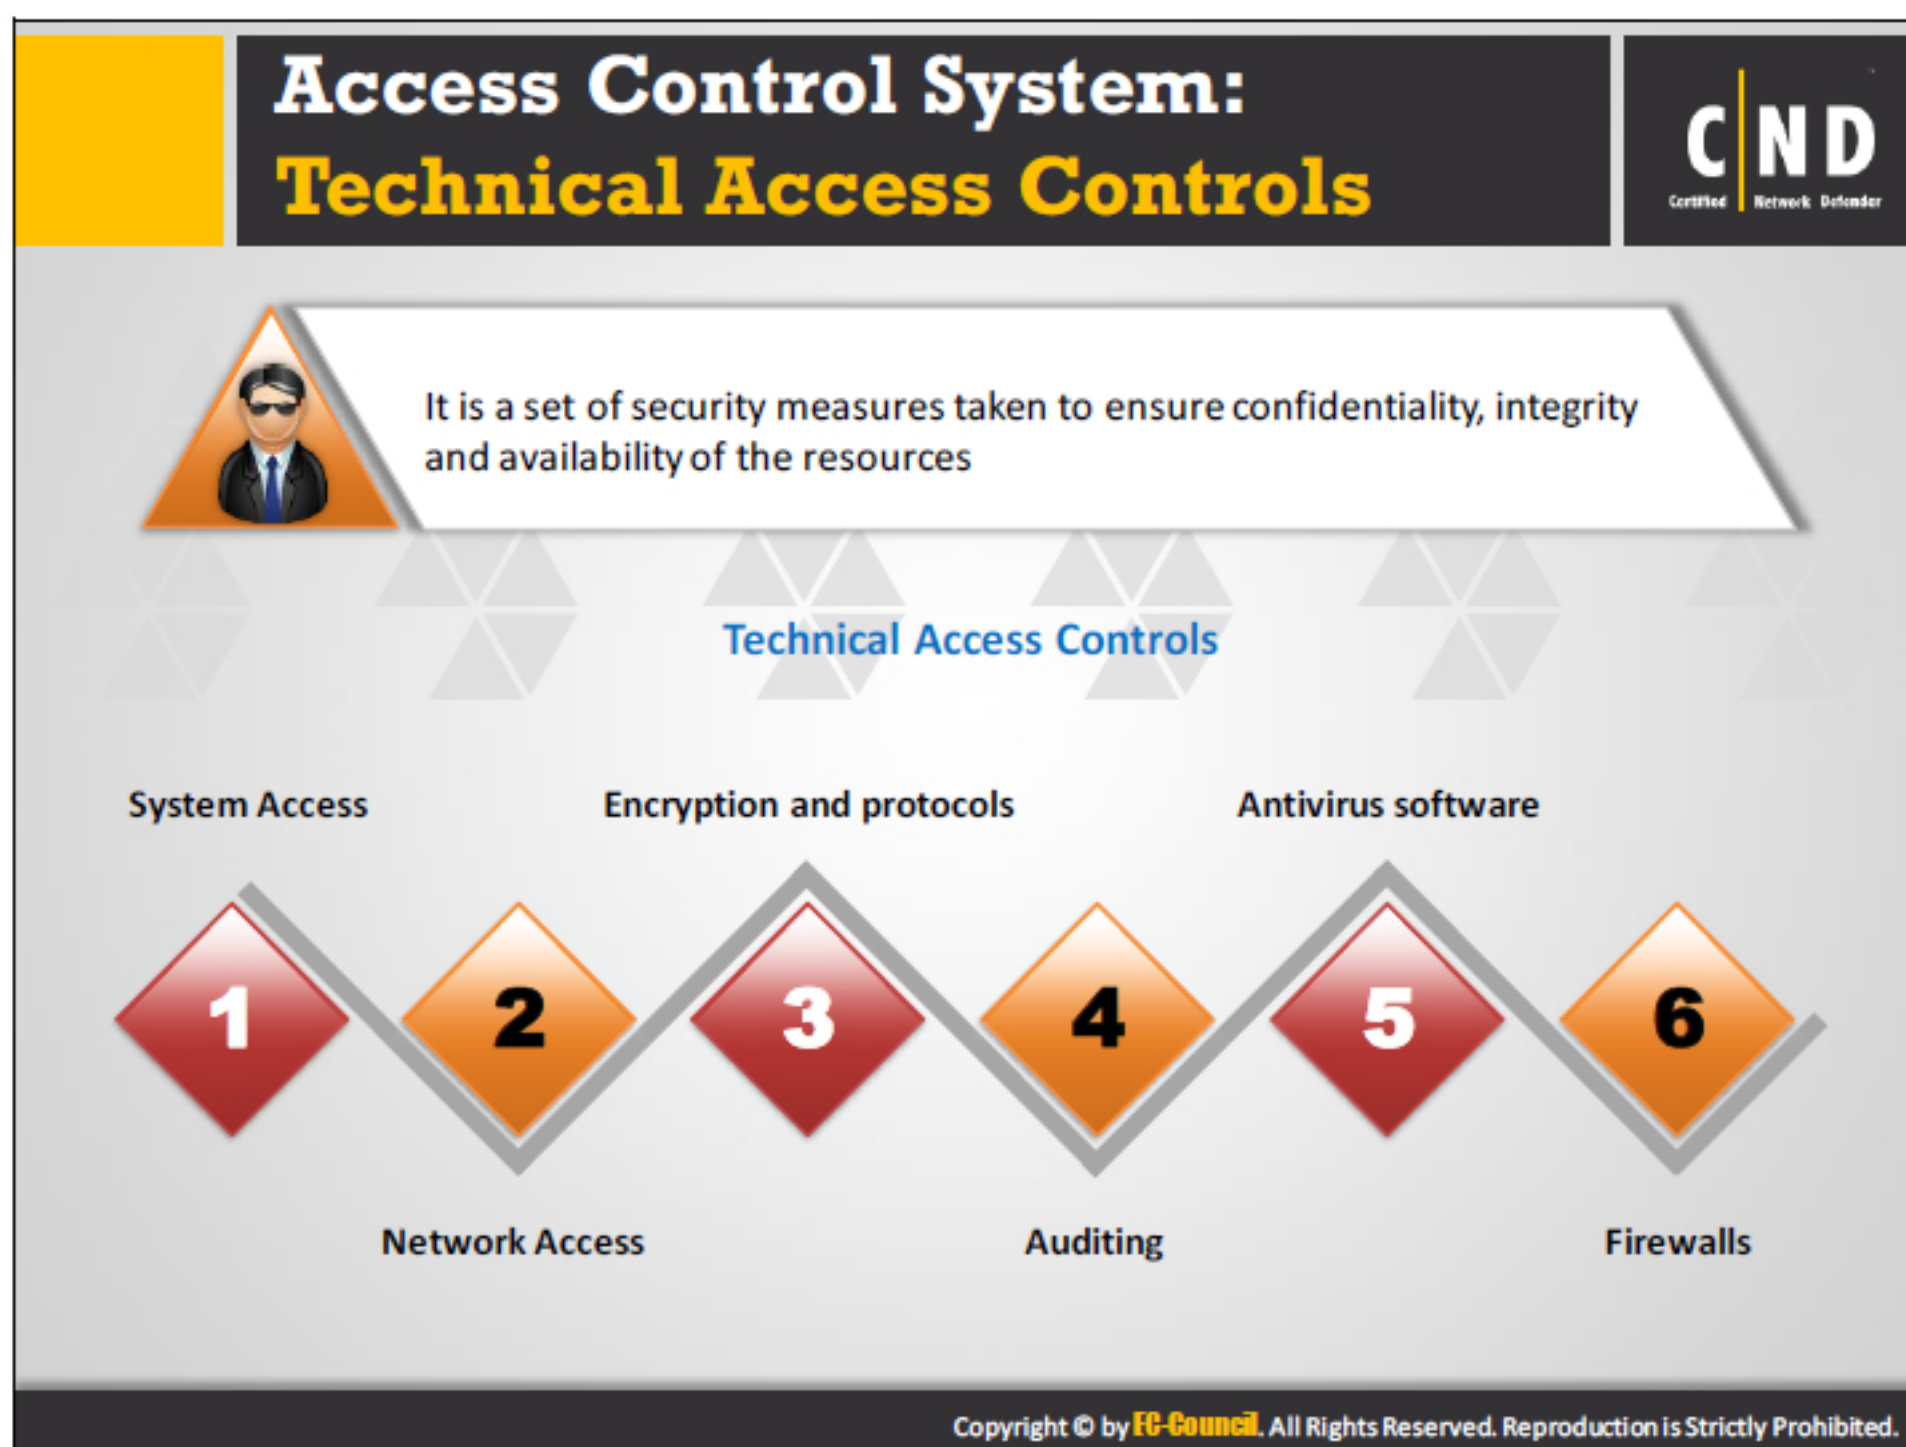 Access Control System:
Technical Access Controls
C ND
Certified Network Defender
It is a set of security measures taken to ensure confidentiality, integrity
and availability of the resources
Technical Access Controls
System Access
Encryption and protocols
Antivirus software
1 2 3 4 5 6
Network Access
Auditing
Firewalls
Copyright © by EC-Council. All Rights Reserved. Reproduction is Strictly Prohibited.